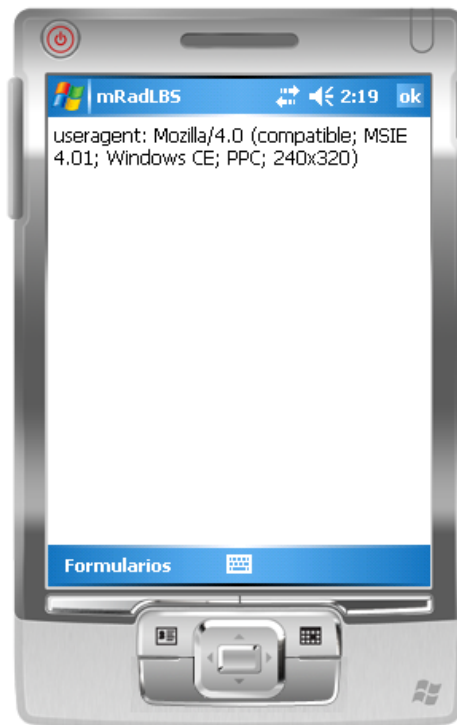 mRadLBS 2:19 ok
useragent: Mozilla/4.0 (compatible; MSIE
4.01; Windows CE; PPC; 240x320)
Formularios